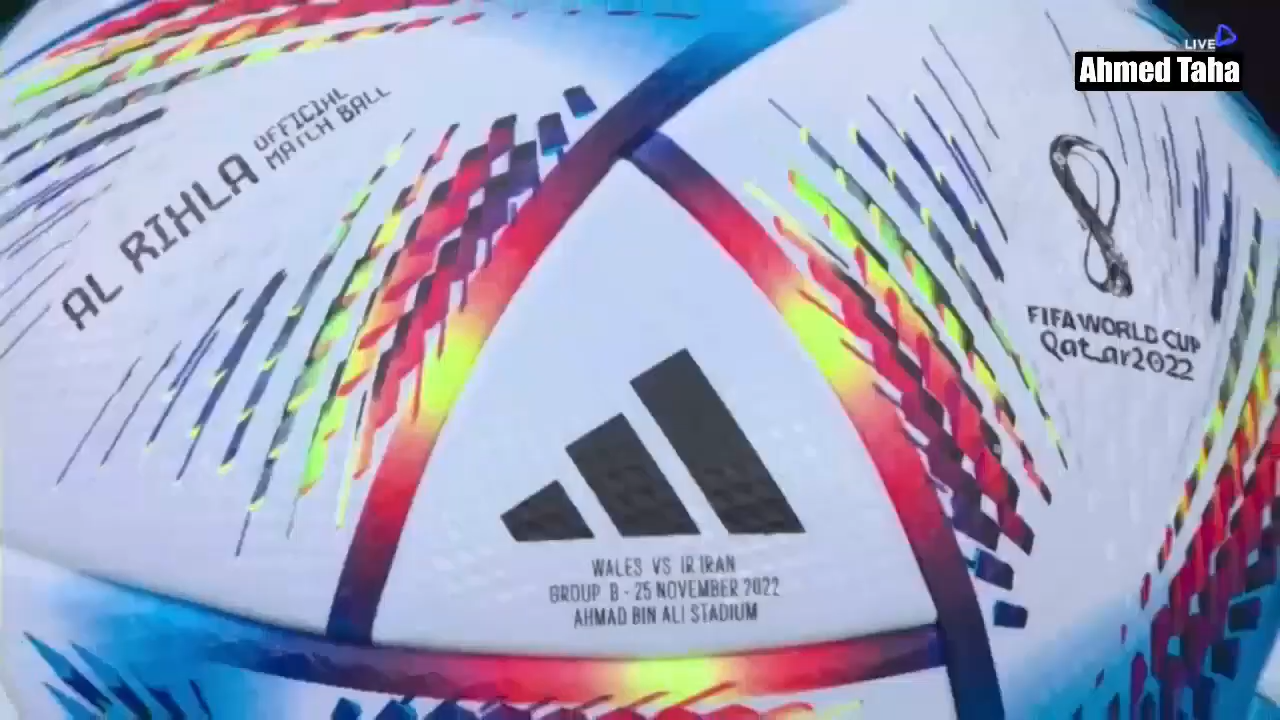 LIVE
Ahmed Taha
AL RIHLA
OFFICIAL
MATCH BALL
FIFA WORLD CUP
Qatar2022
WALES VS IR IRAN
GROUP B - 25 NOVEMBER 2022
AHMAD BIN ALI STADIUM